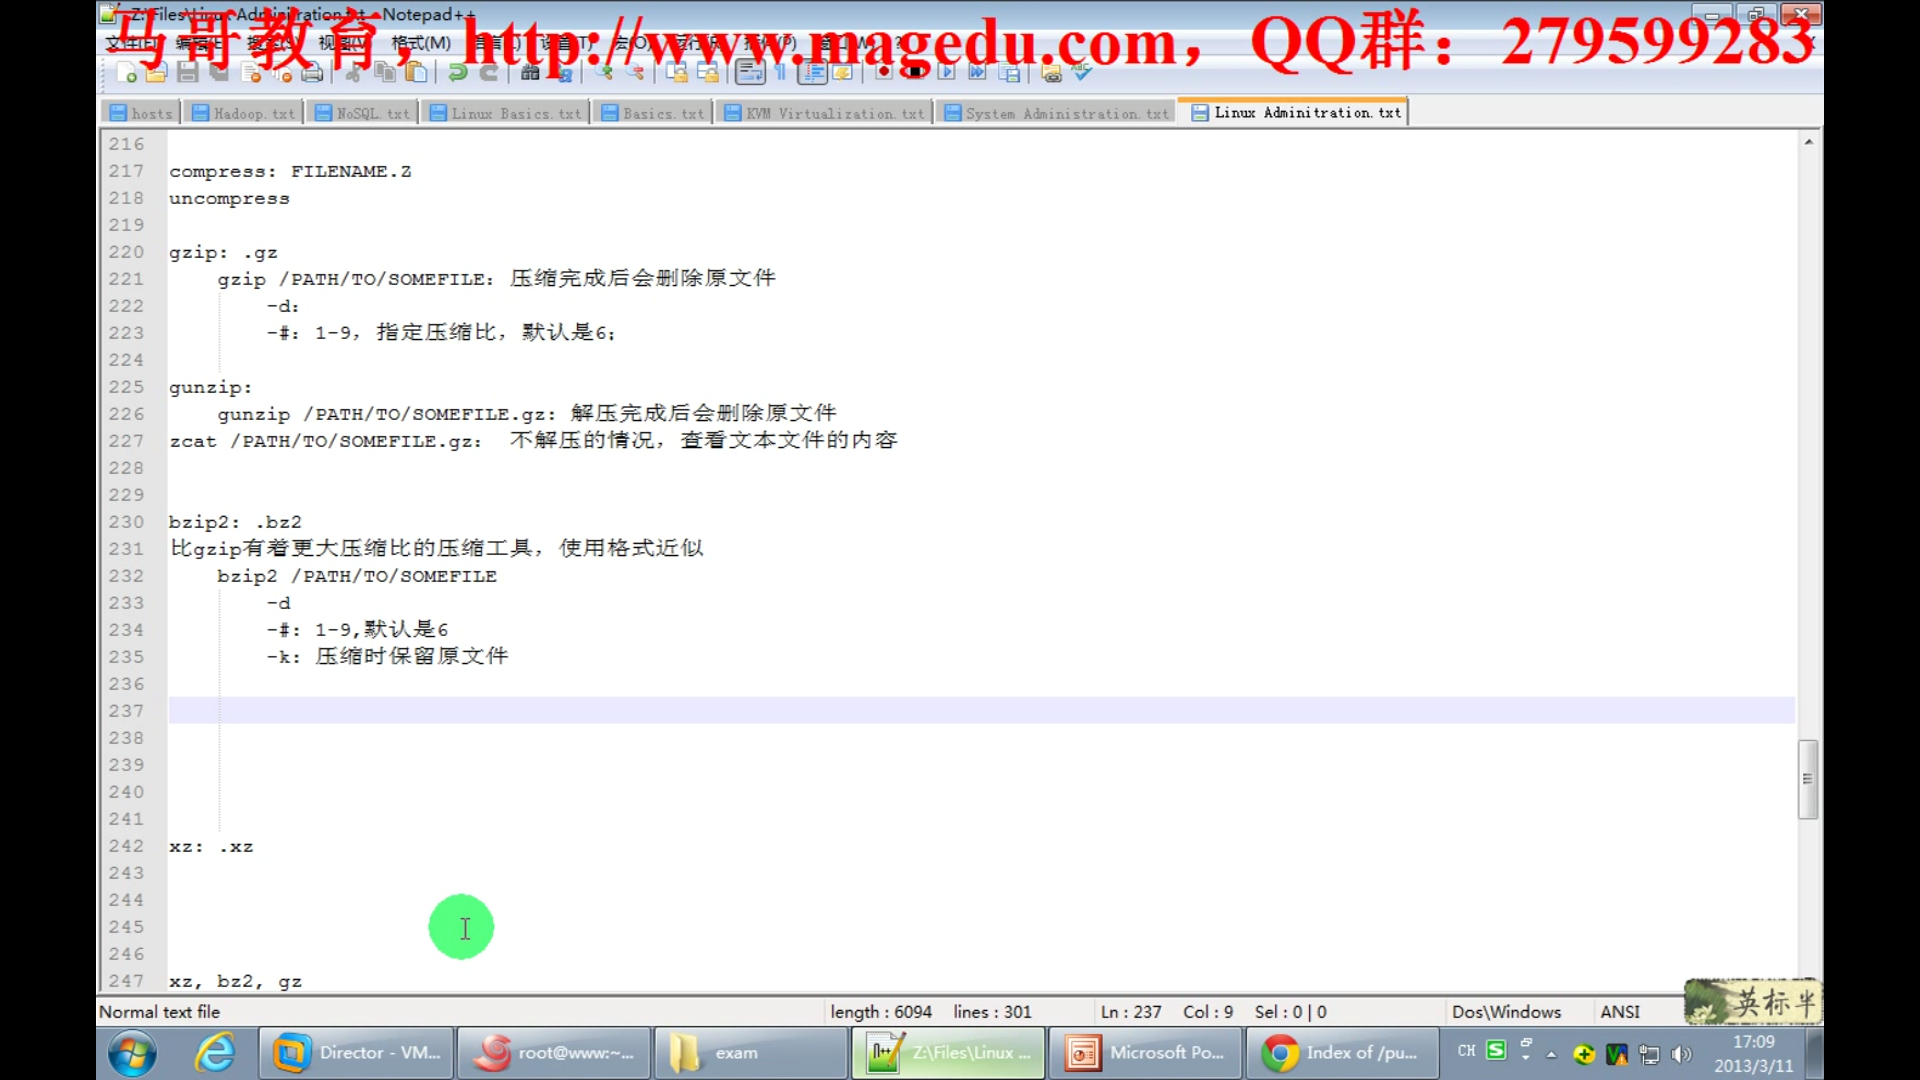 Z:\Files\Linux Adminitration.txt - Notepad++
马哥教育，http://www.magedu.com，QQ群：279599283
文件(F) 编辑(E) 搜索(S) 视图(V) 格式(M)
hosts Hadoop.txt NoSQL.txt Linux Basics.txt Basics.txt KVM Virtualization.txt System Administration.txt Linux Adminitration.txt
216
217 compress: FILENAME.Z
218 uncompress
219
220 gzip: .gz
221 gzip /PATH/TO/SOMEFILE: 压缩完成后会删除原文件
222 -d:
223 -#: 1-9, 指定压缩比, 默认是6;
224
225 gunzip:
226 gunzip /PATH/TO/SOMEFILE.gz: 解压完成后会删除原文件
227 zcat /PATH/TO/SOMEFILE.gz: 不解压的情况, 查看文本文件的内容
228
229
230 bzip2: .bz2
231 比gzip有着更大压缩比的压缩工具, 使用格式近似
232 bzip2 /PATH/TO/SOMEFILE
233 -d
234 -#: 1-9,默认是6
235 -k: 压缩时保留原文件
236
237
238
239
240
241
242 xz: .xz
243
244
245
246
247 xz, bz2, gz
Normal text file length : 6094 lines : 301 Ln : 237 Col : 9 Sel : 0 | 0 Dos\Windows ANSI
英标半
Director - VM... root@www:~... exam Z:\Files\Linux ... Microsoft Po... Index of /pu... CH 17:09
2013/3/11